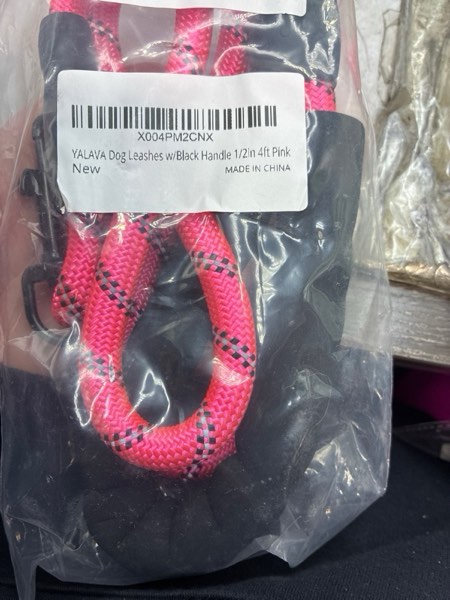 X004PM2CNX
YALAVA Dog Leashes w/Black Handle 1/2in 4ft Pink
New
MADE IN CHINA